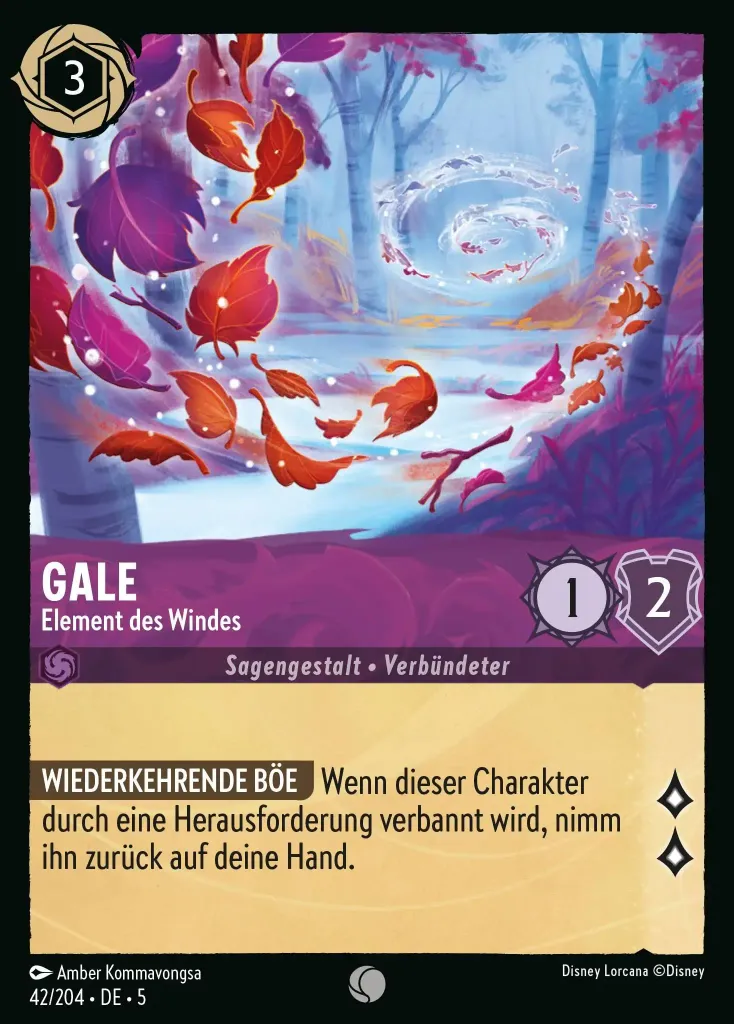 3
GALE
Element des Windes
1
2
Sagengestalt • Verbündeter
WIEDERKEHRENDE BÖE Wenn dieser Charakter
durch eine Herausforderung verbannt wird, nimm
ihn zurück auf deine Hand.
Amber Kommavongsa
Disney Lorcana ©Disney
42/204 • DE • 5